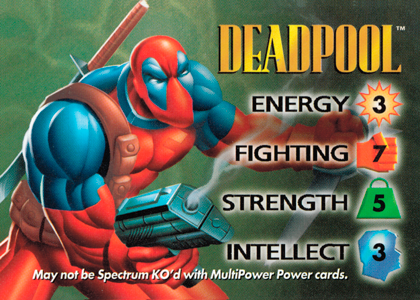 DEADPOOL™
ENERGY 3
FIGHTING 7
STRENGTH 5
INTELLECT 3
May not be Spectrum KO'd with MultiPower Power cards.